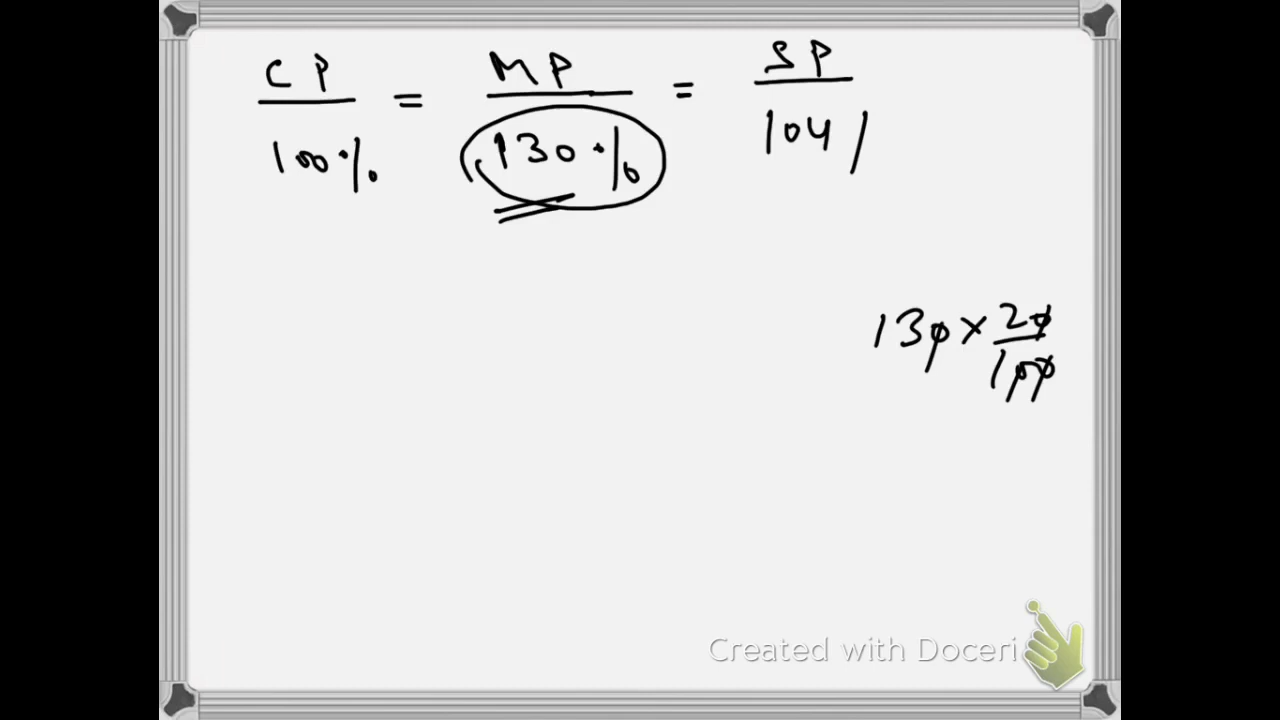 CP/100% = MP/130% = SP/104/
130 × 20/100
Created with Doceri